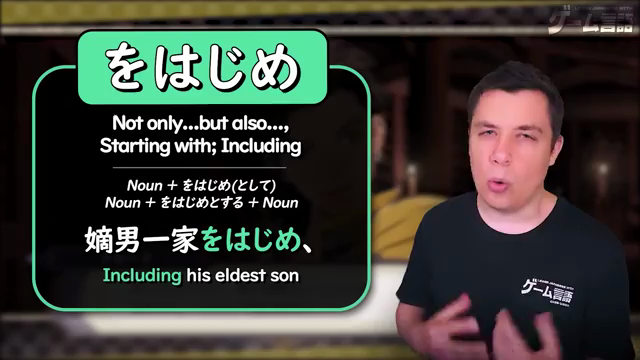 をはじめ
Not only...but also...,
Starting with; Including
Noun + をはじめ(として)
Noun + をはじめとする + Noun
嫡男一家をはじめ、
Including his eldest son
ゲーム言語
ゲーム言語